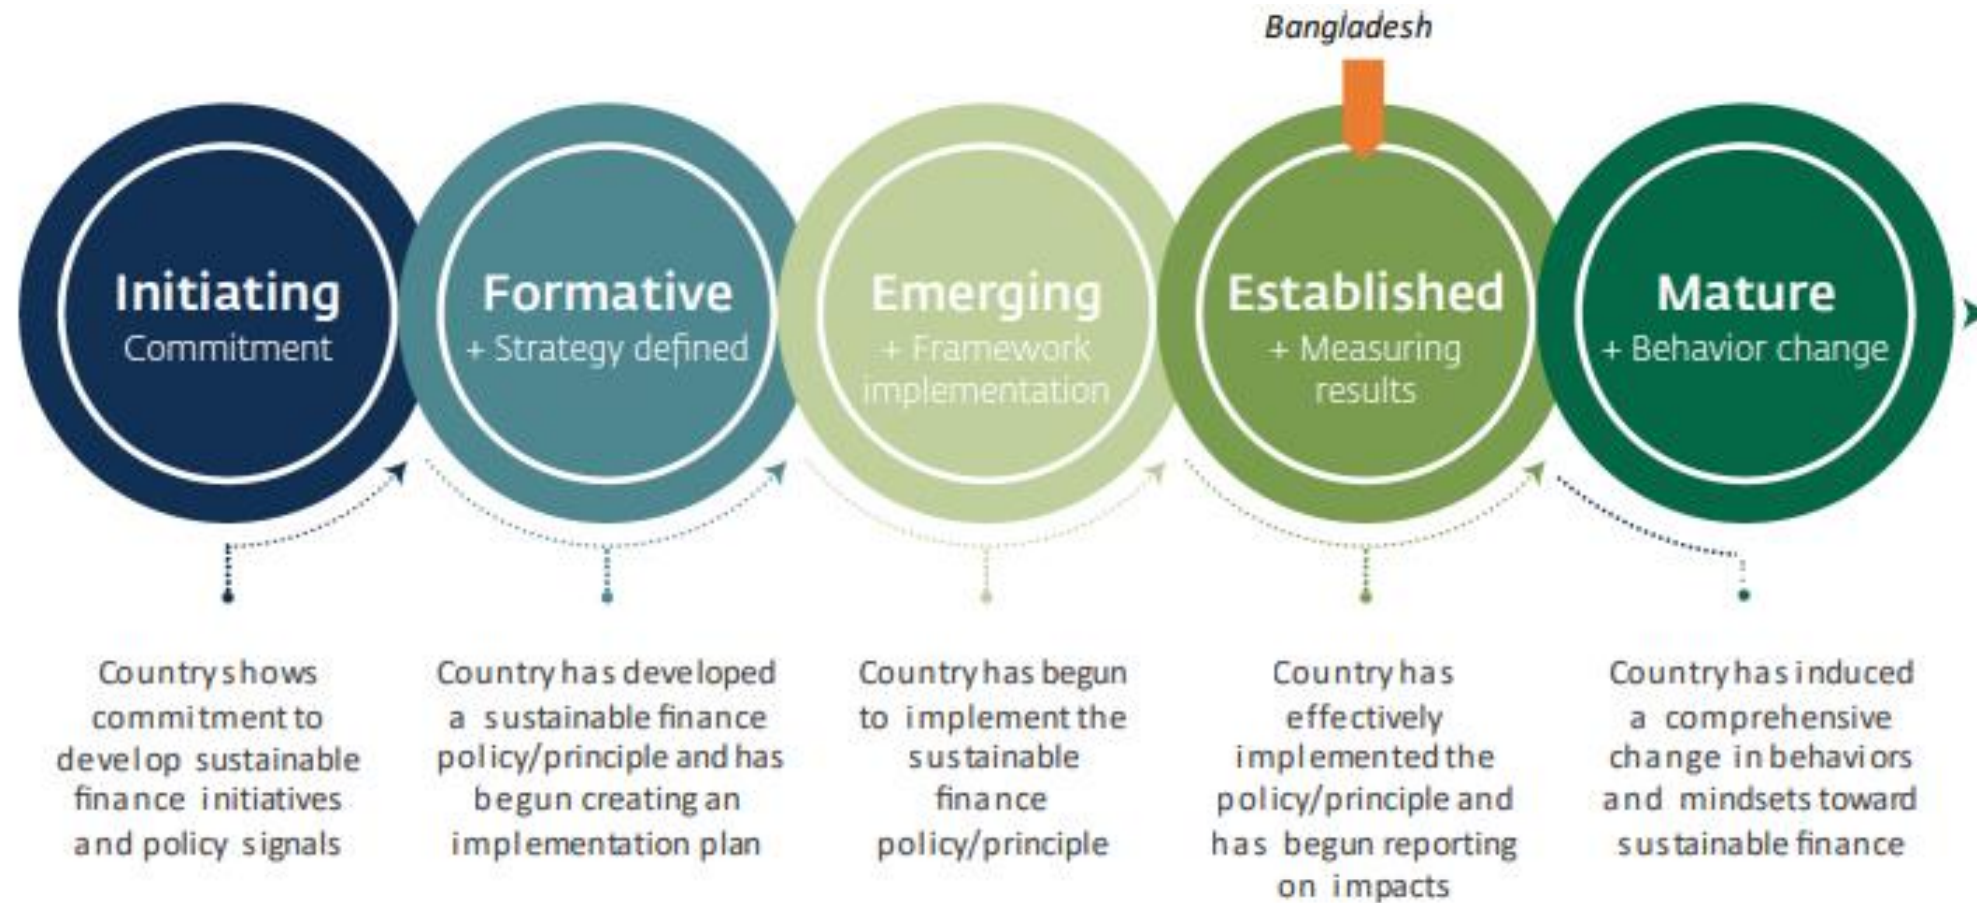 Bangladesh
Initiating
Commitment
Formative
+ Strategy defined
Emerging
+ Framework
implementation
Established
+ Measuring
results
Mature
+ Behavior change
Country shows
commitment to
develop sustainable
finance initiatives
and policy signals
Country has developed
a sustainable finance
policy/principle and has
begun creating an
implementation plan
Country has begun
to implement the
sustainable
finance
policy/principle
Country has
effectively
implemented the
policy/principle and
has begun reporting
on impacts
Country has induced
a comprehensive
change in behaviors
and mindsets toward
sustainable finance